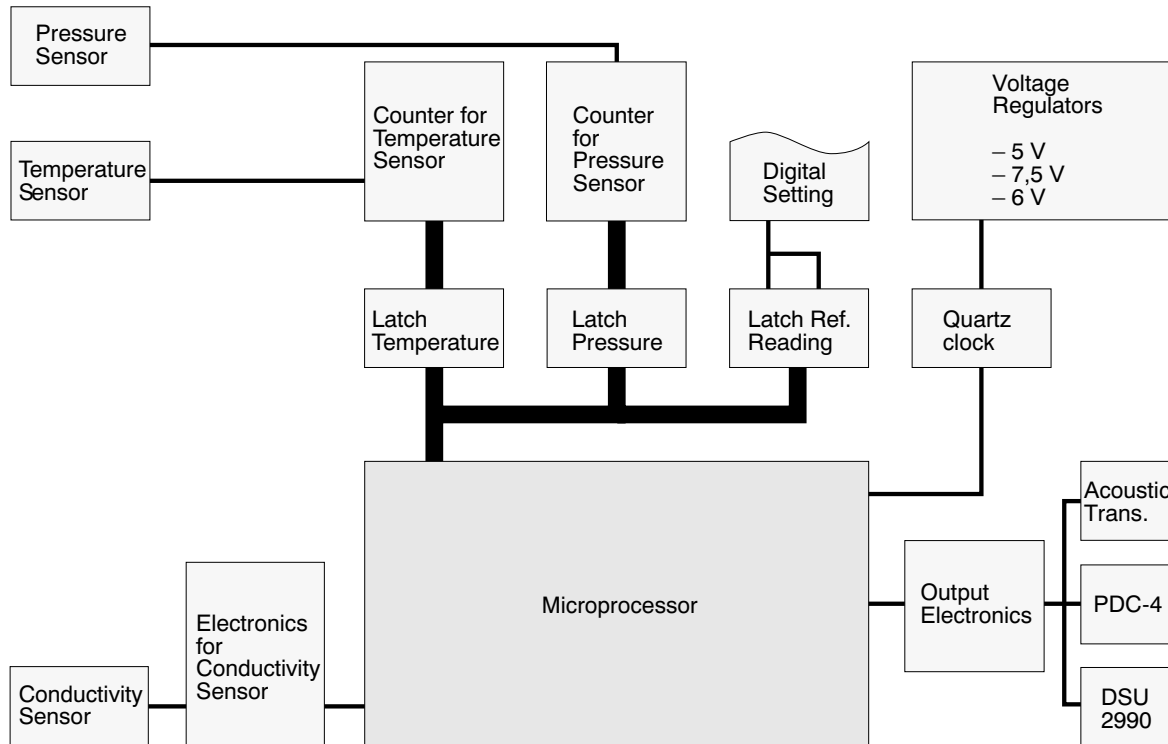 Pressure
Sensor
Temperature
Sensor
Counter for
Temperature
Sensor
Counter
for
Pressure
Sensor
Digital
Setting
Voltage
Regulators
– 5 V
– 7,5 V
– 6 V
Latch
Temperature
Latch
Pressure
Latch Ref.
Reading
Quartz
clock
Microprocessor
Conductivity
Sensor
Electronics
for
Conductivity
Sensor
Output
Electronics
Acoustic
Trans.
PDC-4
DSU
2990